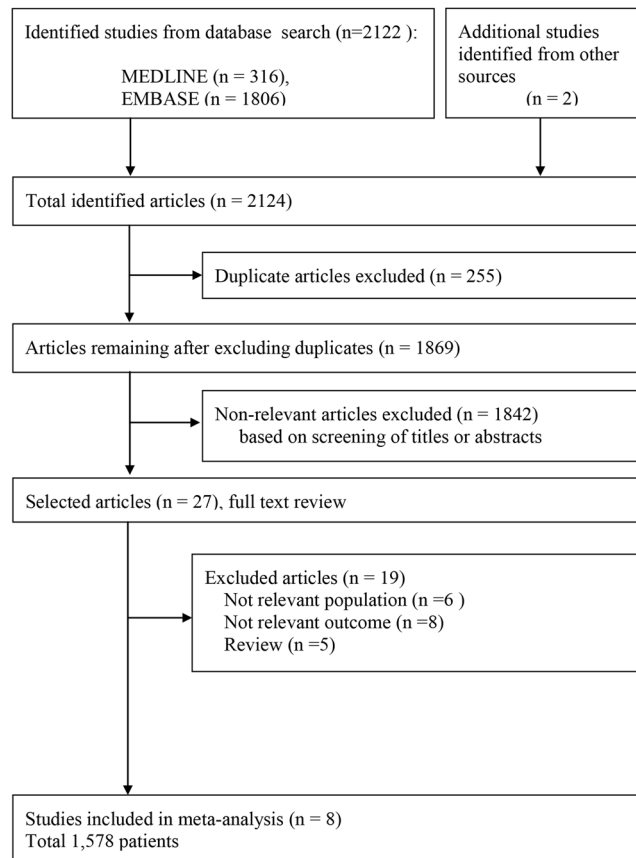 Identified studies from database search (n=2122 ):
MEDLINE (n = 316),
EMBASE (n = 1806)
Additional studies
identified from other
sources
(n = 2)
Total identified articles (n = 2124)
Duplicate articles excluded (n = 255)
Articles remaining after excluding duplicates (n = 1869)
Non-relevant articles excluded (n = 1842)
based on screening of titles or abstracts
Selected articles (n = 27), full text review
Excluded articles (n = 19)
Not relevant population (n =6 )
Not relevant outcome (n =8)
Review (n =5)
Studies included in meta-analysis (n = 8)
Total 1,578 patients